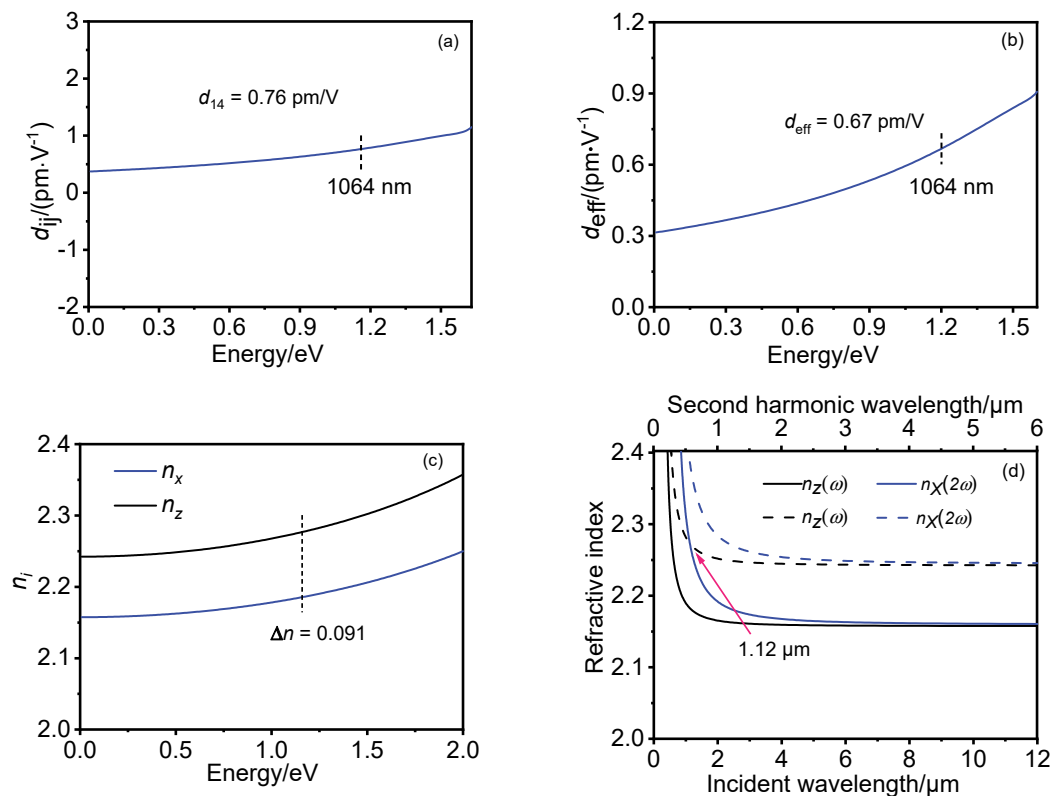 (a)
d14 = 0.76 pm/V
1064 nm
dij/(pm·V-1)
3
2
1
0
-1
-2
0.0 0.3 0.6 0.9 1.2 1.5
Energy/eV
(b)
deff = 0.67 pm/V
1064 nm
deff/(pm·V-1)
1.2
0.9
0.6
0.3
0.0
0.0 0.3 0.6 0.9 1.2 1.5
Energy/eV
(c)
nx
nz
Δn = 0.091
ni
2.4
2.3
2.2
2.1
2.0
0.0 0.5 1.0 1.5 2.0
Energy/eV
Second harmonic wavelength/µm
0 1 2 3 4 5 6
(d)
nz(ω) nX(2ω)
nz(ω) nX(2ω)
1.12 µm
Refractive index
2.4
2.3
2.2
2.1
2.0
0 2 4 6 8 10 12
Incident wavelength/µm